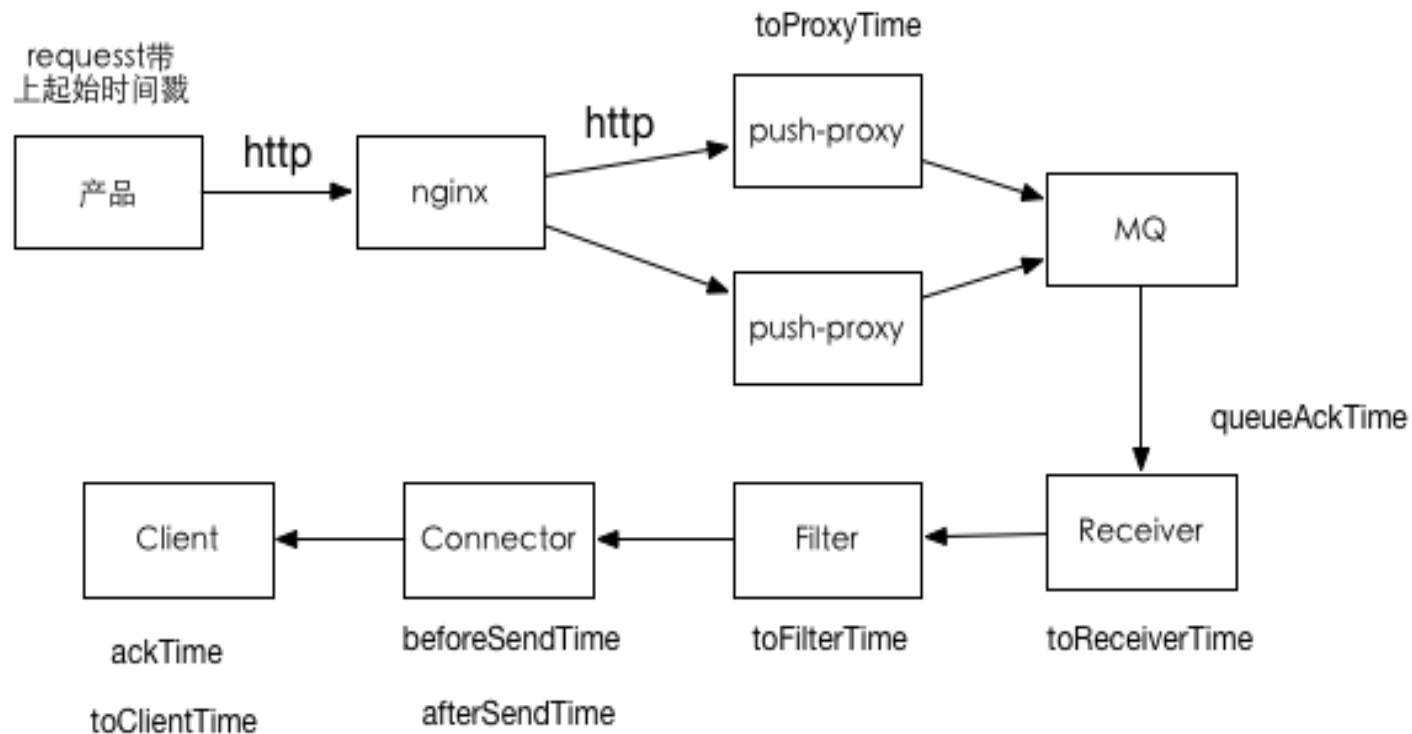 toProxyTime
requesst带
上起始时间戳
http
http
产品
nginx
push-proxy
push-proxy
MQ
queueAckTime
Client
Connector
Filter
Receiver
ackTime
beforeSendTime
toFilterTime
toReceiverTime
toClientTime
afterSendTime